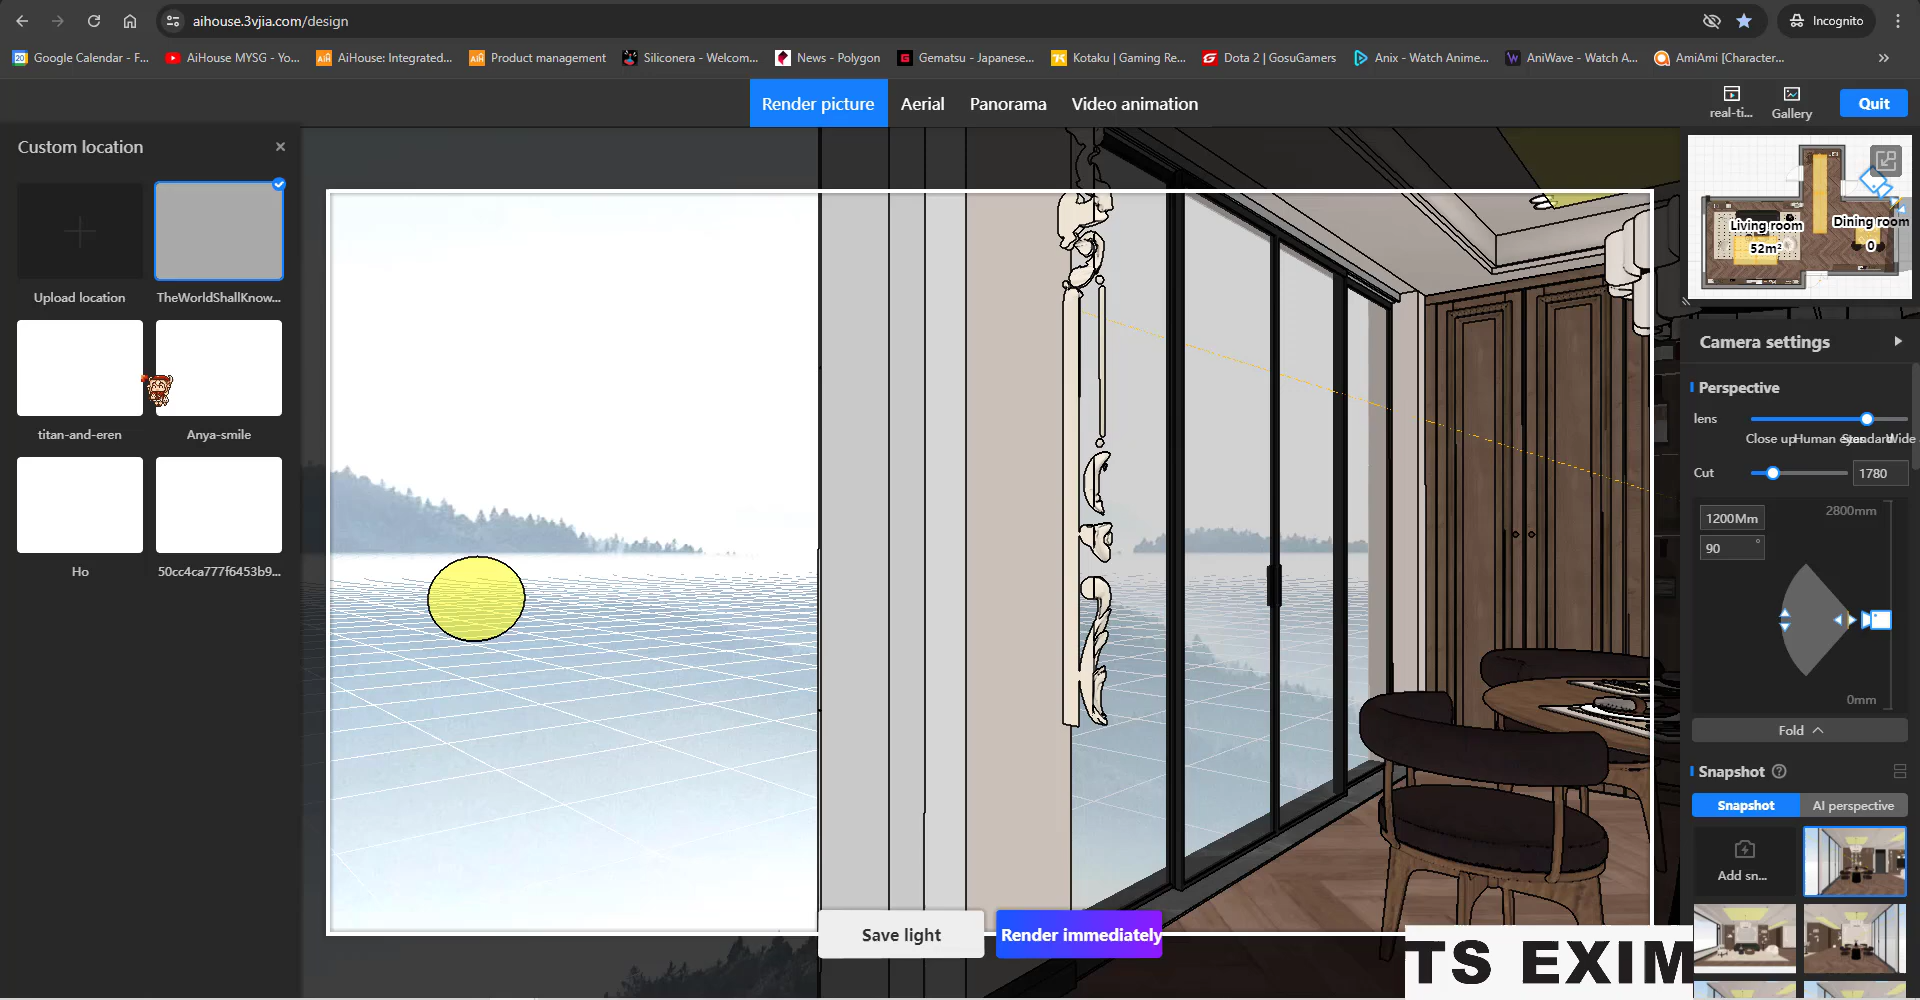 aihouse.3vjia.com/design
Incognito
Google Calendar - F...
AiHouse MYSG - Yo...
AiHouse: Integrated...
Product management
Siliconera - Welcom...
News - Polygon
Gematsu - Japanese...
Kotaku | Gaming Re...
Dota 2 | GosuGamers
Anix - Watch Anime...
AniWave - Watch A...
AmiAmi [Character...
Render picture
Aerial
Panorama
Video animation
real-ti...
Gallery
Quit
Custom location
Upload location
TheWorldShallKnow...
titan-and-eren
Anya-smile
Ho
50cc4ca777f6453b9...
Living room
52m²
Dining room
0
Camera settings
Perspective
lens
Close up
Human eyes
Standard
Wide
Cut
1780
1200Mm
2800mm
90 °
0mm
Fold
Snapshot
Snapshot
AI perspective
Add sn...
Save light
Render immediately
TS EXIM